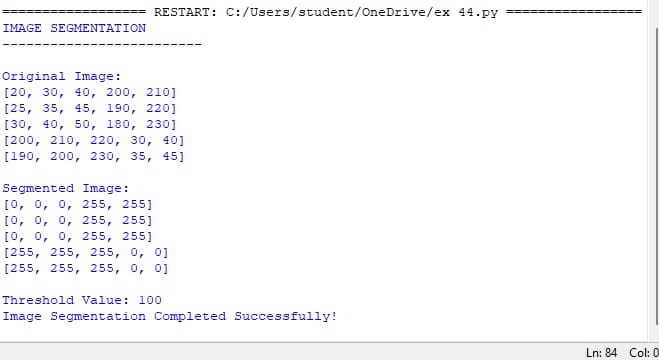 ================== RESTART: C:/Users/student/OneDrive/ex 44.py =================
IMAGE SEGMENTATION
-------------------------
Original Image:
[20, 30, 40, 200, 210]
[25, 35, 45, 190, 220]
[30, 40, 50, 180, 230]
[200, 210, 220, 30, 40]
[190, 200, 230, 35, 45]
Segmented Image:
[0, 0, 0, 255, 255]
[0, 0, 0, 255, 255]
[0, 0, 0, 255, 255]
[255, 255, 255, 0, 0]
[255, 255, 255, 0, 0]
Threshold Value: 100
Image Segmentation Completed Successfully!
Ln: 84 Col: 0